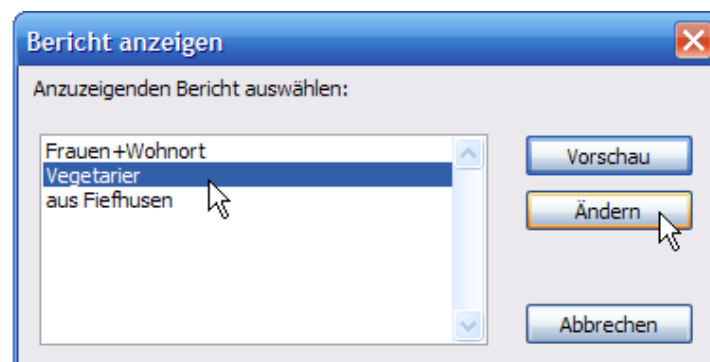 Bericht anzeigen
Anzuzeigenden Bericht auswählen:
Frauen+Wohnort
Vegetarier
aus Fiefhusen
Vorschau
Ändern
Abbrechen